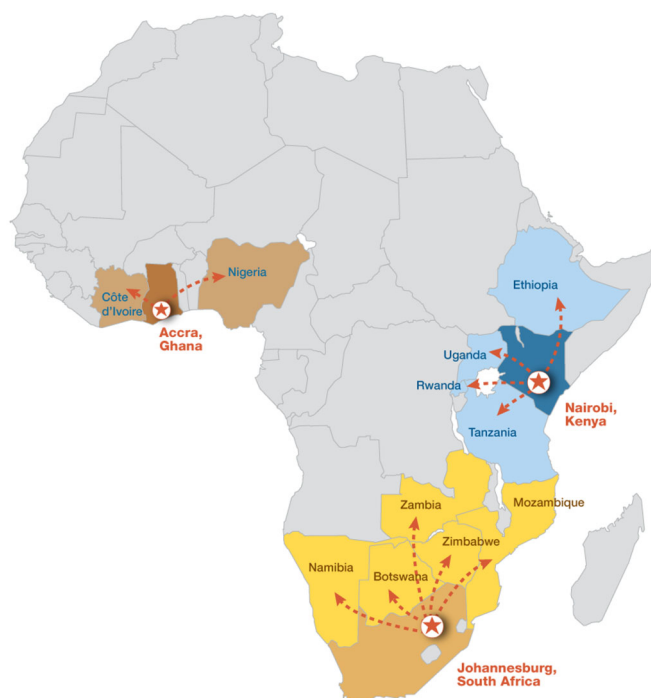 Nigeria
Côte
d'Ivoire
Accra,
Ghana
Ethiopia
Uganda
Rwanda
Nairobi,
Kenya
Tanzania
Zambia
Mozambique
Zimbabwe
Namibia
Botswana
Johannesburg,
South Africa